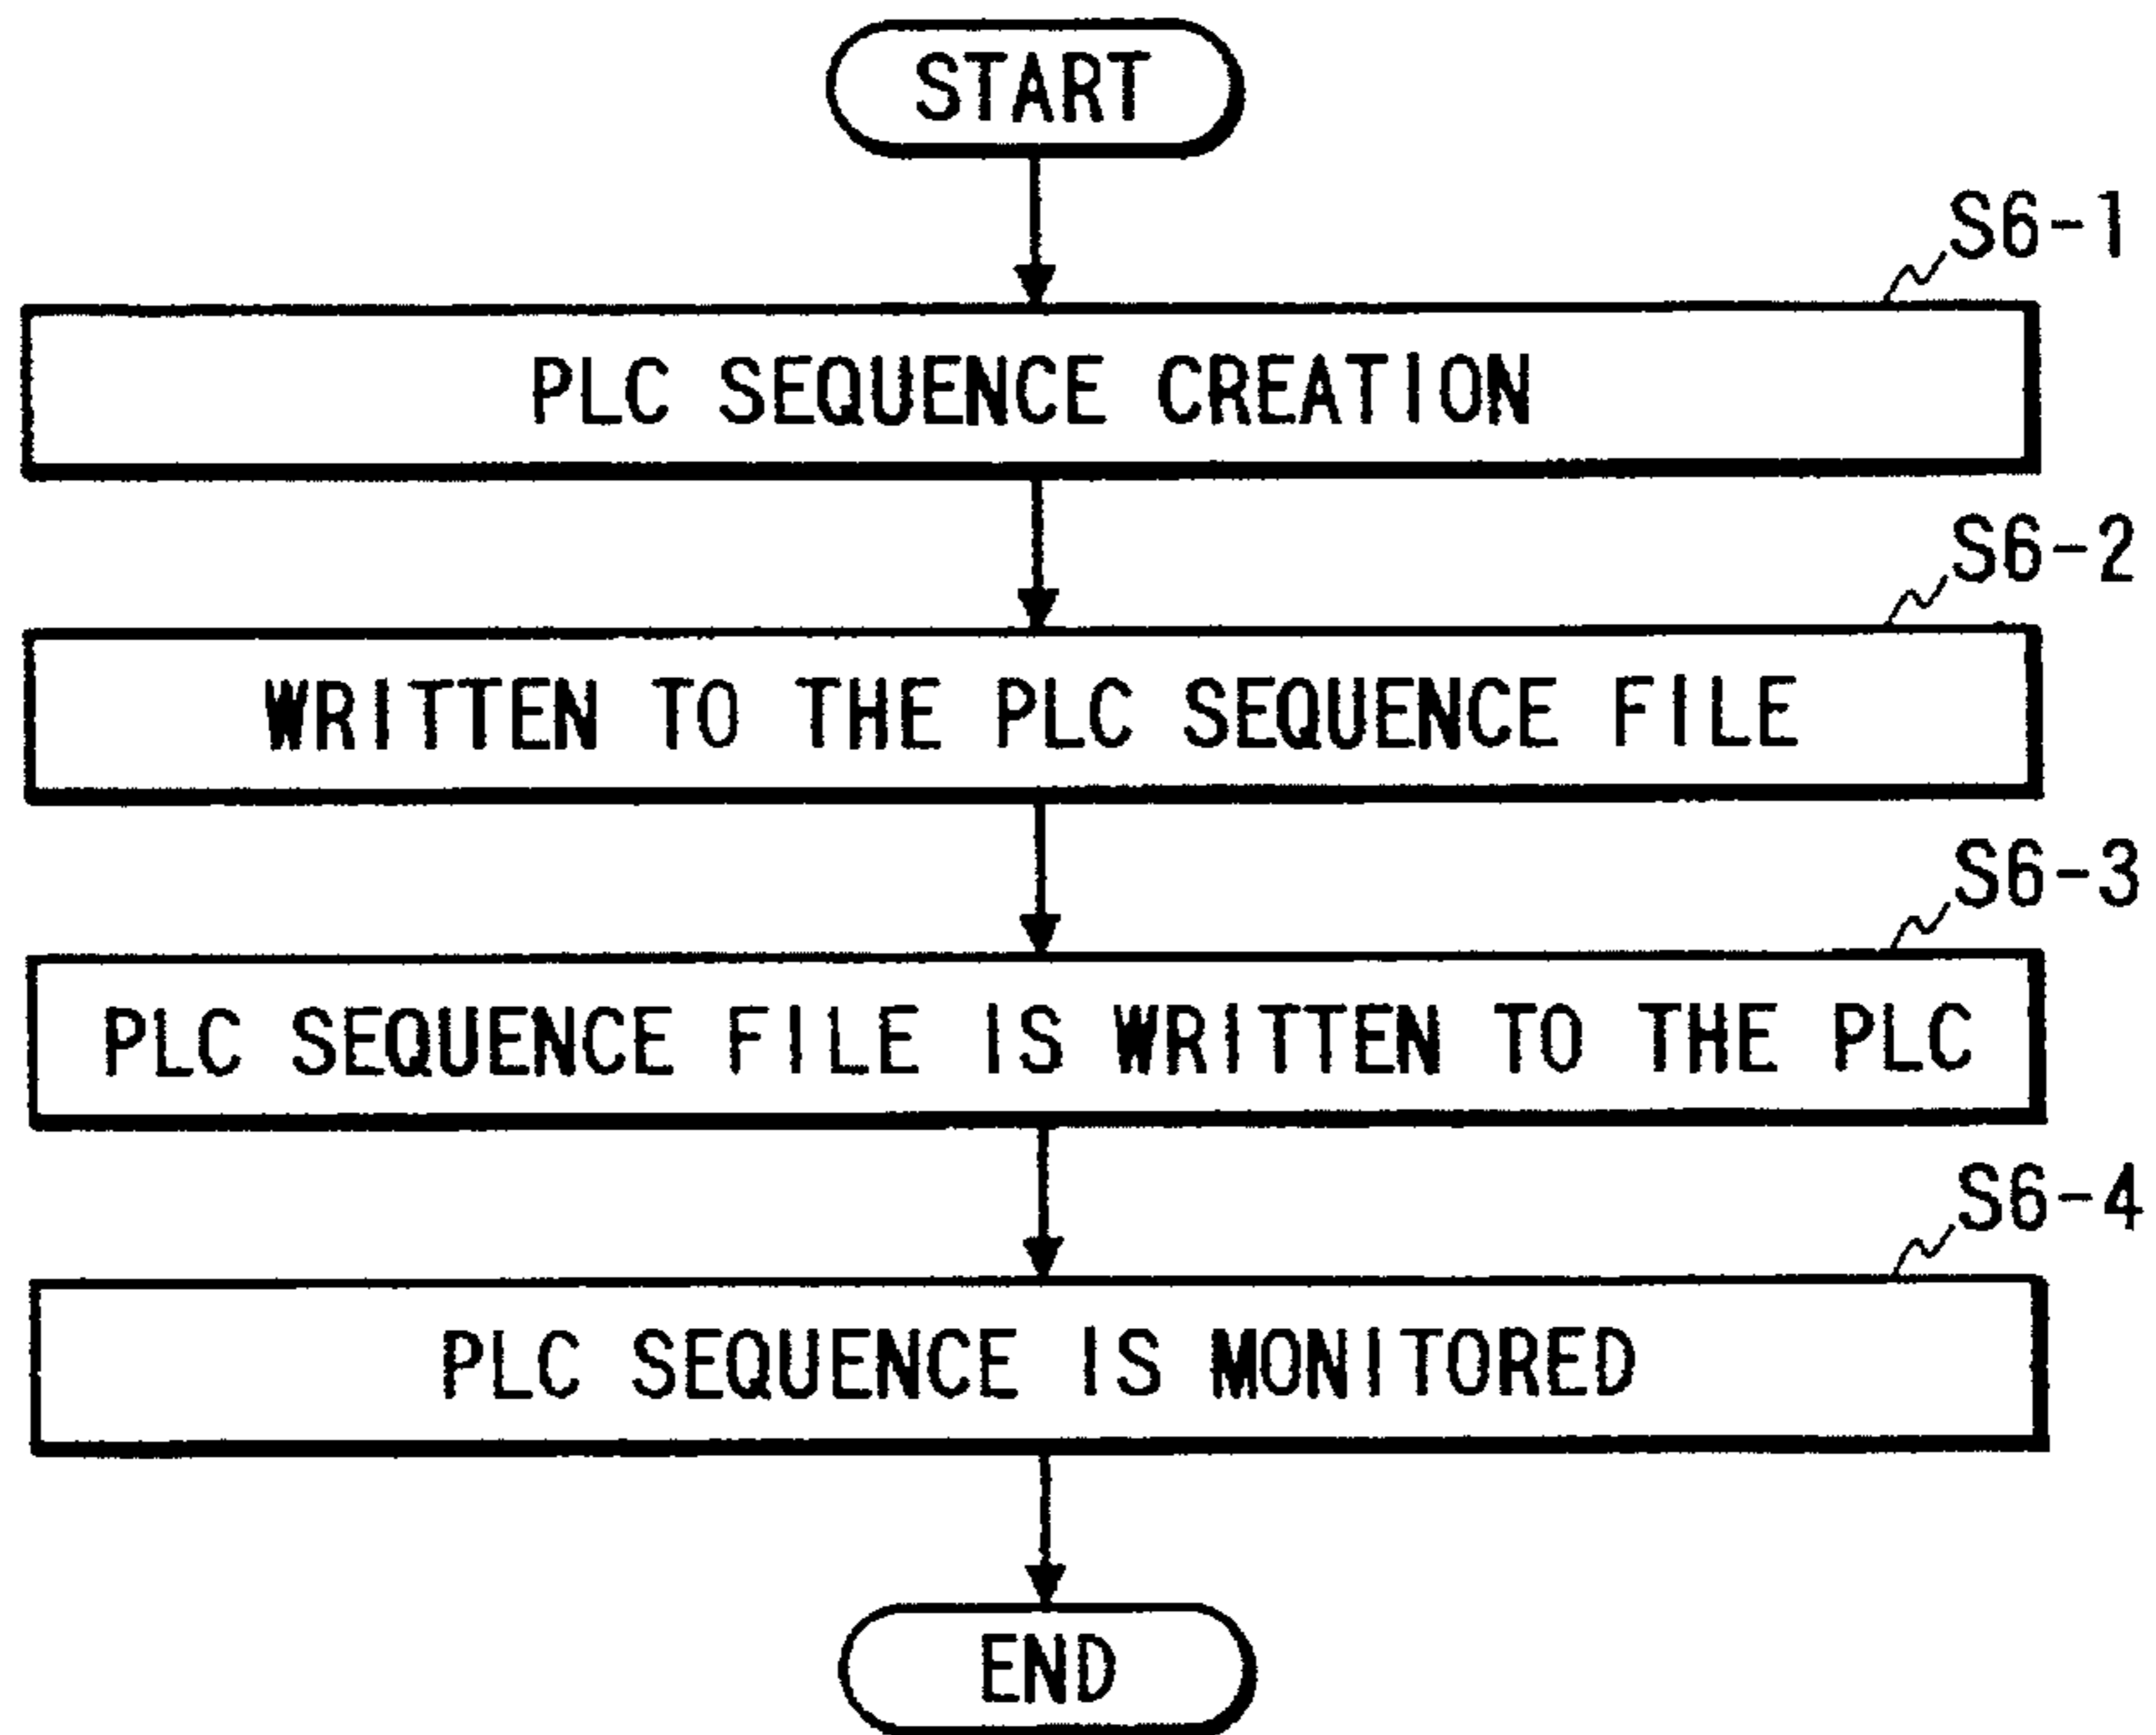 START
S6-1
PLC SEQUENCE CREATION
S6-2
WRITTEN TO THE PLC SEQUENCE FILE
S6-3
PLC SEQUENCE FILE IS WRITTEN TO THE PLC
S6-4
PLC SEQUENCE IS MONITORED
END